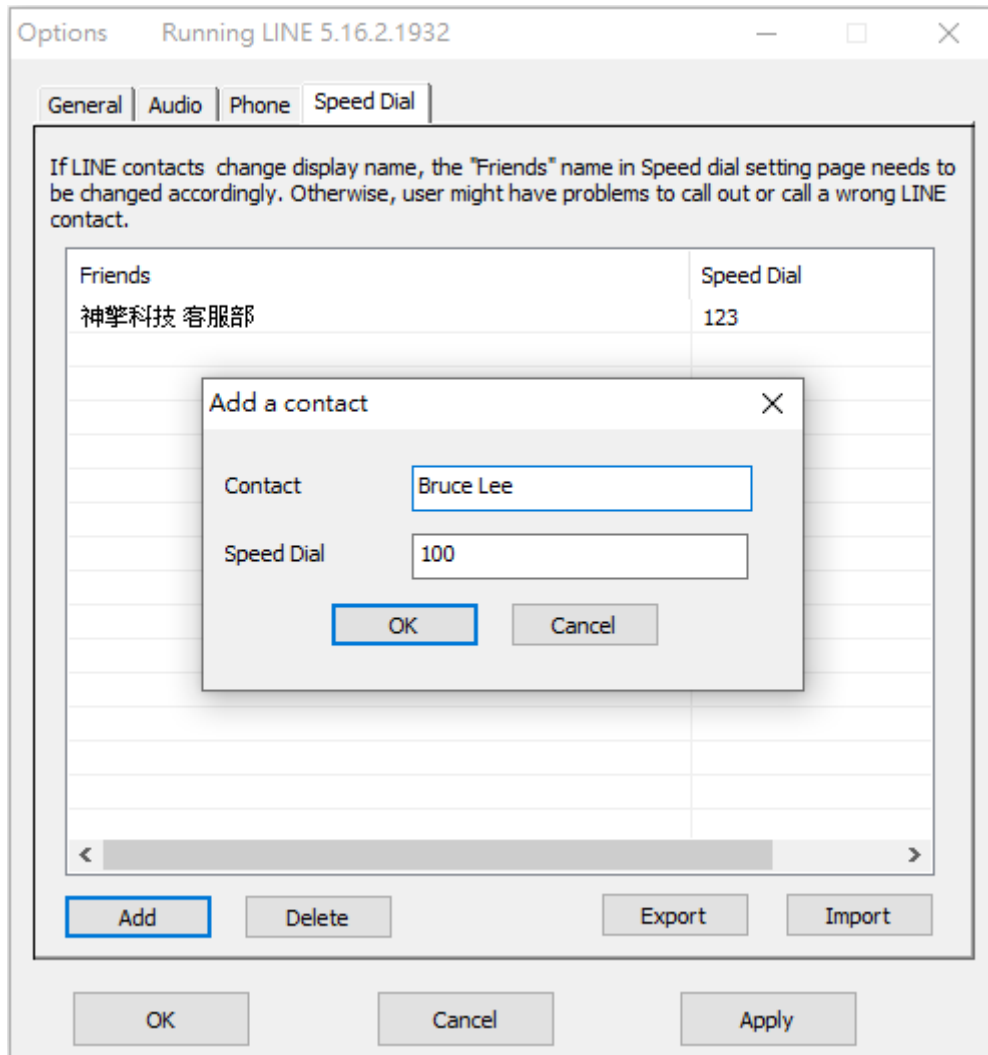 Options Running LINE 5.16.2.1932
General Audio Phone Speed Dial
If LINE contacts change display name, the "Friends" name in Speed dial setting page needs to
be changed accordingly. Otherwise, user might have problems to call out or call a wrong LINE
contact.
Friends Speed Dial
神擎科技 客服部 123
Add a contact
Contact Bruce Lee
Speed Dial 100
OK Cancel
Add Delete Export Import
OK Cancel Apply